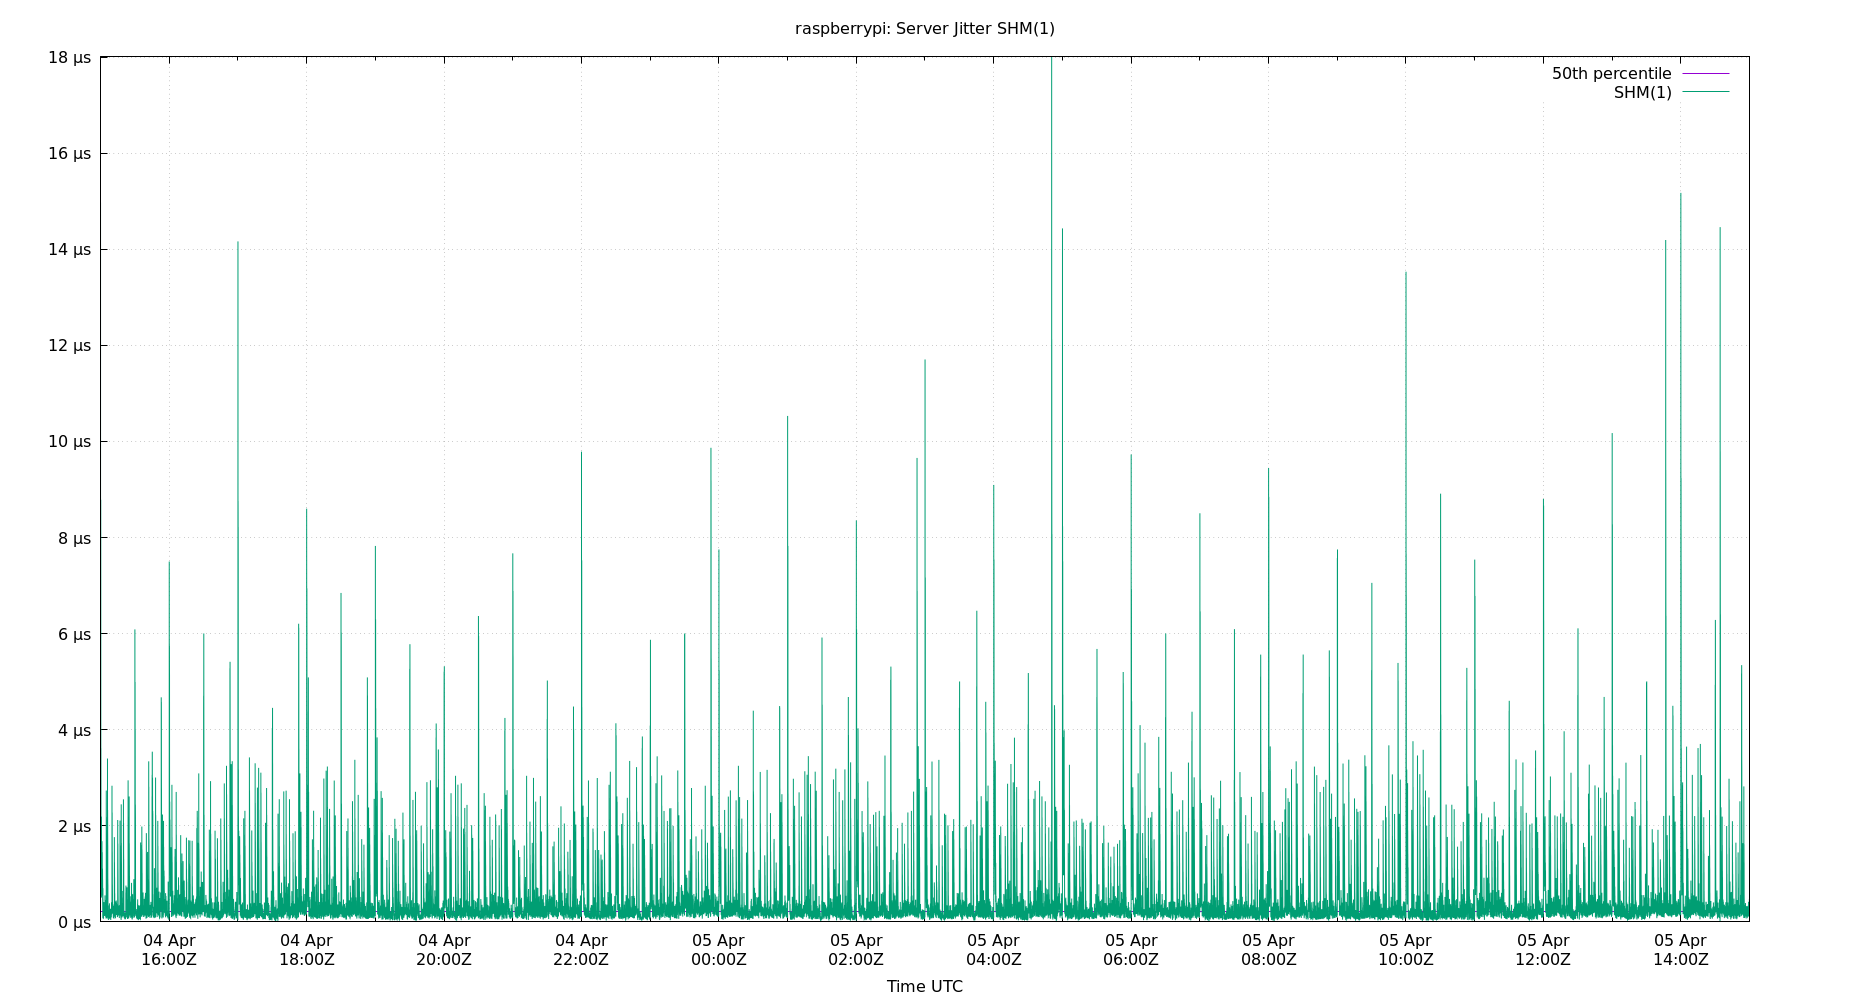 raspberrypi: Server Jitter SHM(1)
50th percentile
SHM(1)
18 µs
16 µs
14 µs
12 µs
10 µs
8 µs
6 µs
4 µs
2 µs
0 µs
04 Apr 04 Apr 04 Apr 04 Apr 05 Apr 05 Apr 05 Apr 05 Apr 05 Apr 05 Apr 05 Apr 05 Apr
16:00Z 18:00Z 20:00Z 22:00Z 00:00Z 02:00Z 04:00Z 06:00Z 08:00Z 10:00Z 12:00Z 14:00Z
Time UTC